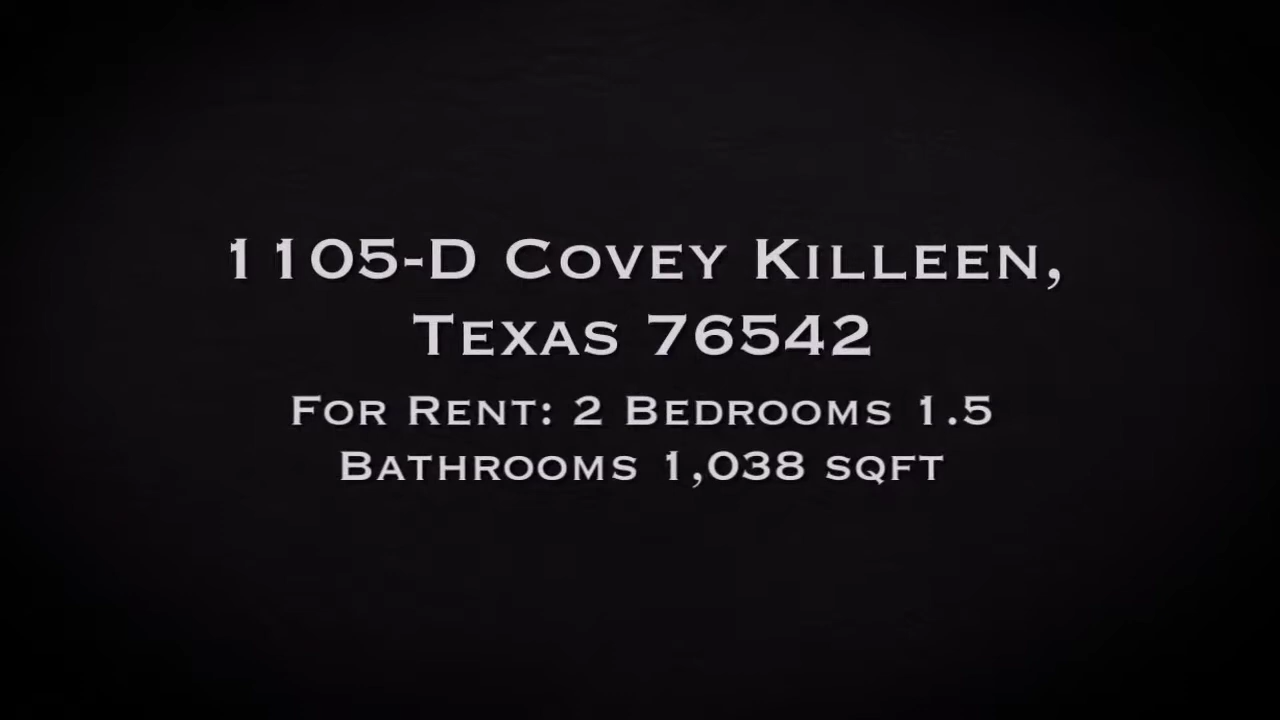 1105-D Covey Killeen,
Texas 76542
For Rent: 2 Bedrooms 1.5
Bathrooms 1,038 sqft